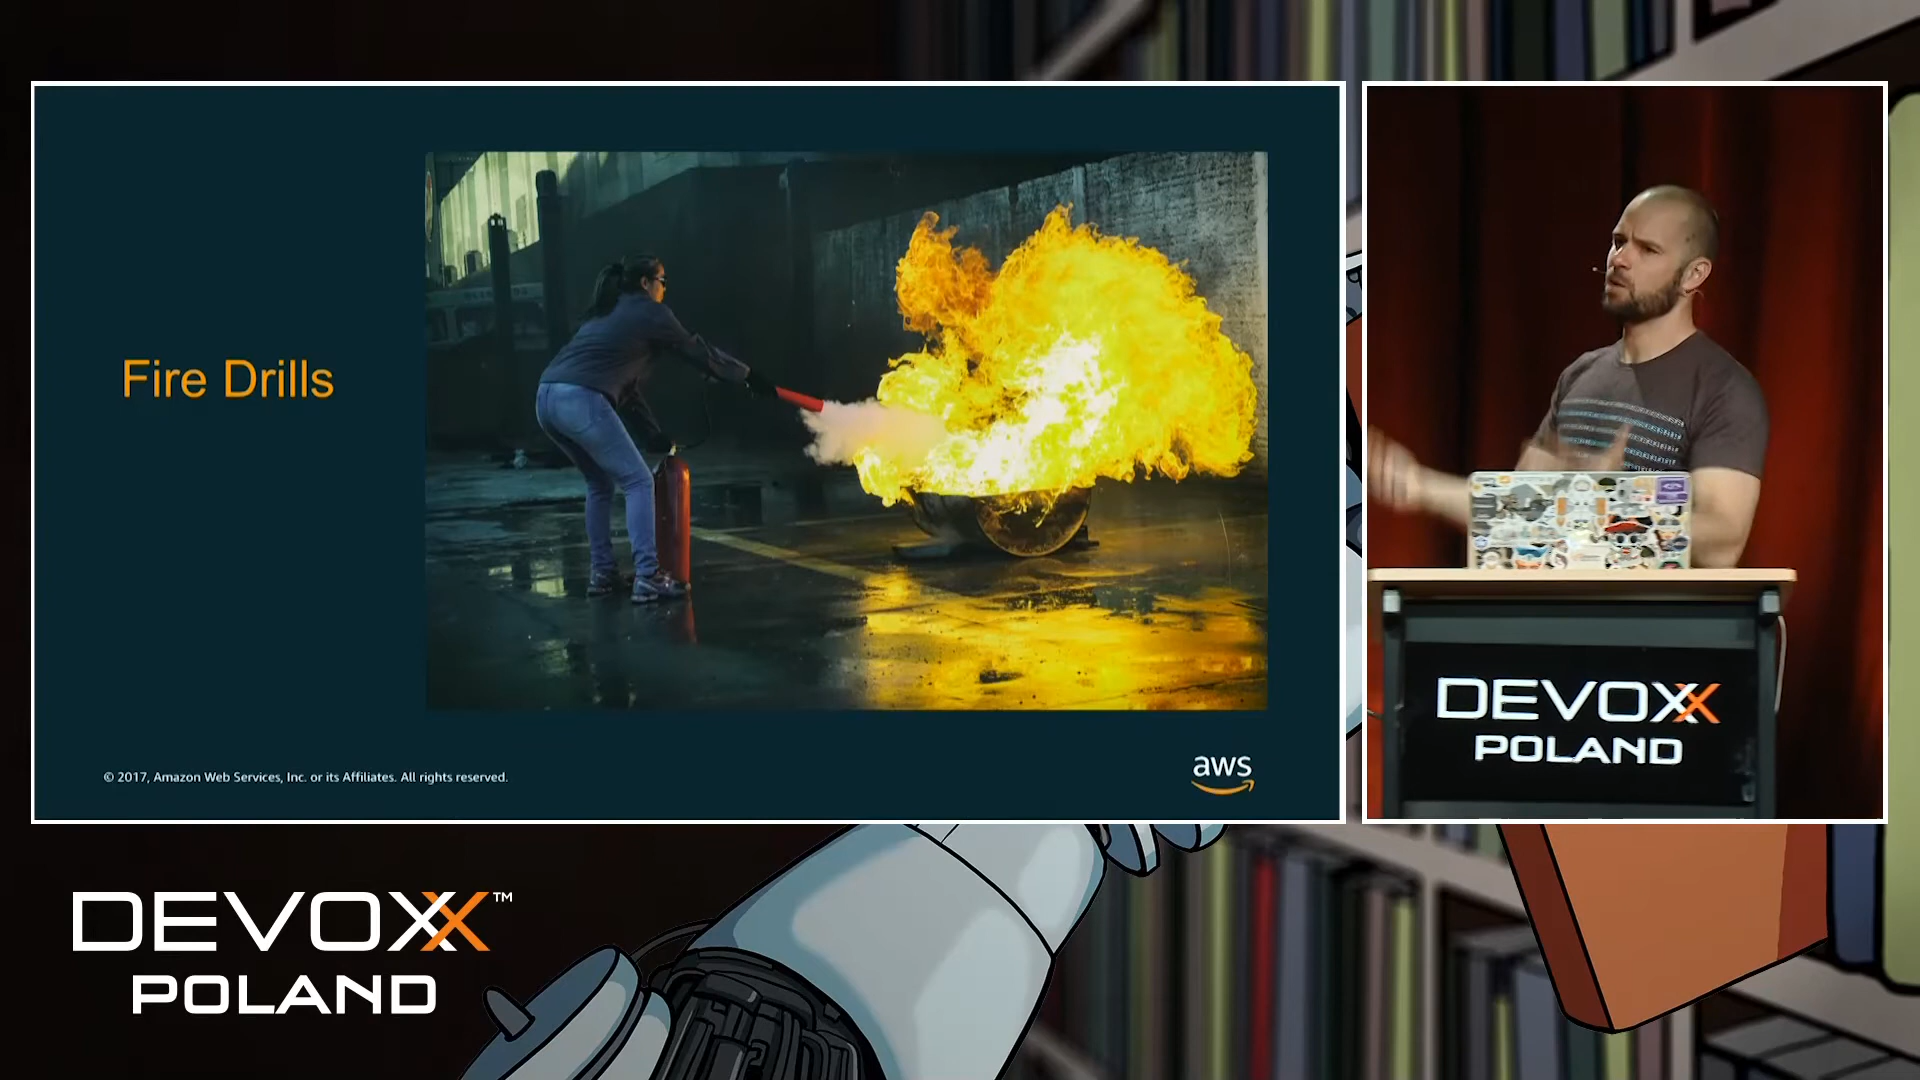 Fire Drills
© 2017, Amazon Web Services, Inc. or its Affiliates. All rights reserved.
aws
DEVOXX
POLAND
DEVOXX™
POLAND